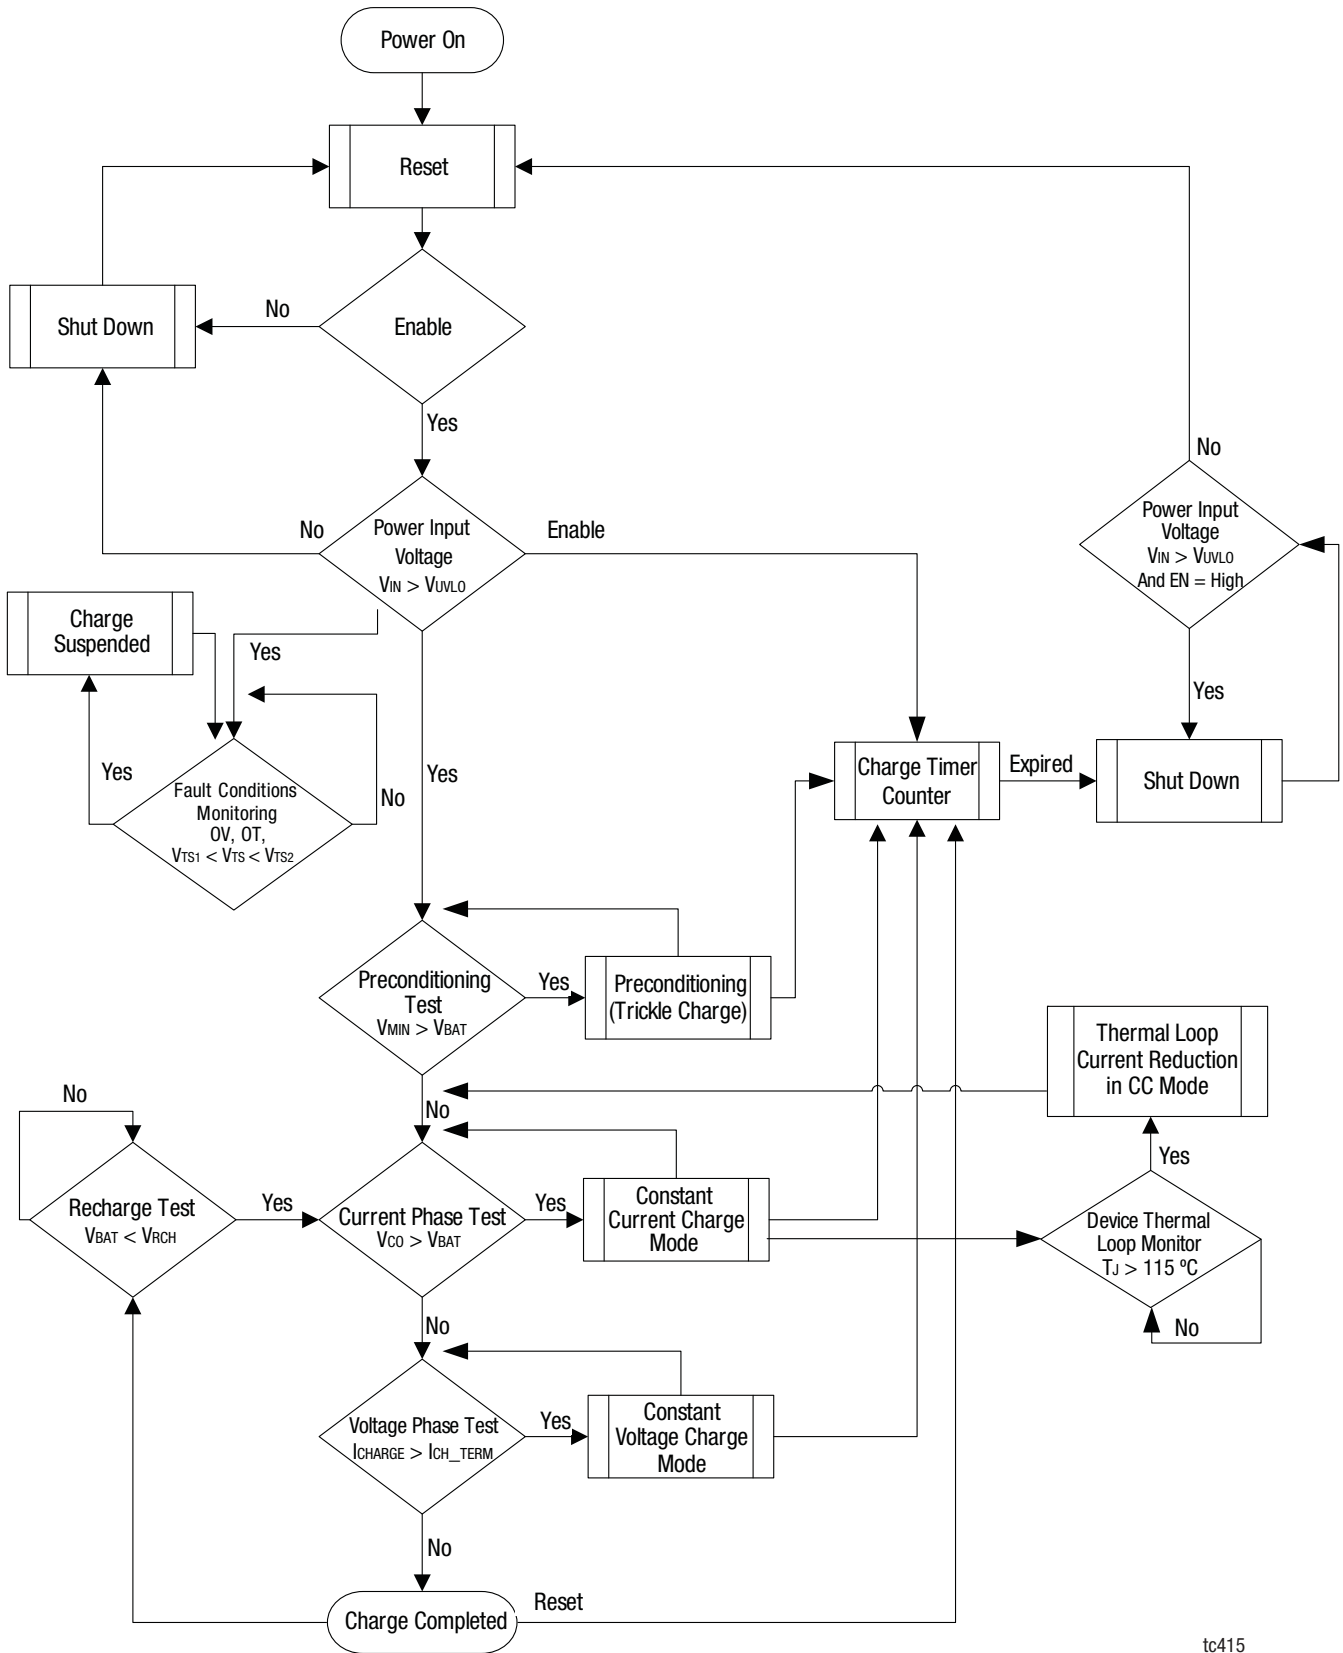 Power On
Reset
Shut Down
No
Enable
Yes
No
Power Input
Voltage
VIN > VUVLO
Enable
No
Power Input
Voltage
VIN > VUVLO
And EN = High
Charge
Suspended
Yes
Yes
Yes
Yes
Fault Conditions
Monitoring
OV, OT,
VTS1 < VTS < VTS2
No
Charge Timer
Counter
Expired
Shut Down
Preconditioning
Test
VMIN > VBAT
Yes
Preconditioning
(Trickle Charge)
Thermal Loop
Current Reduction
in CC Mode
No
No
Yes
Recharge Test
VBAT < VRCH
Yes
Current Phase Test
VCO > VBAT
Yes
Constant
Current Charge
Mode
Device Thermal
Loop Monitor
TJ > 115 ºC
No
No
Voltage Phase Test
ICHARGE > ICH_TERM
Yes
Constant
Voltage Charge
Mode
No
Charge Completed
Reset
tc415